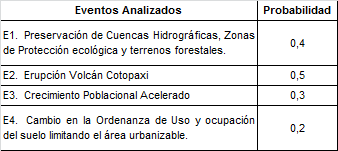 Eventos Analizados Probabilidad
E1. Preservación de Cuencas Hidrográficas, Zonas
de Protección ecológica y terrenos forestales. 0,4
E2. Erupción Volcán Cotopaxi 0,5
E3. Crecimiento Poblacional Acelerado 0,3
E4. Cambio en la Ordenanza de Uso y ocupación
del suelo limitando el área urbanizable. 0,2